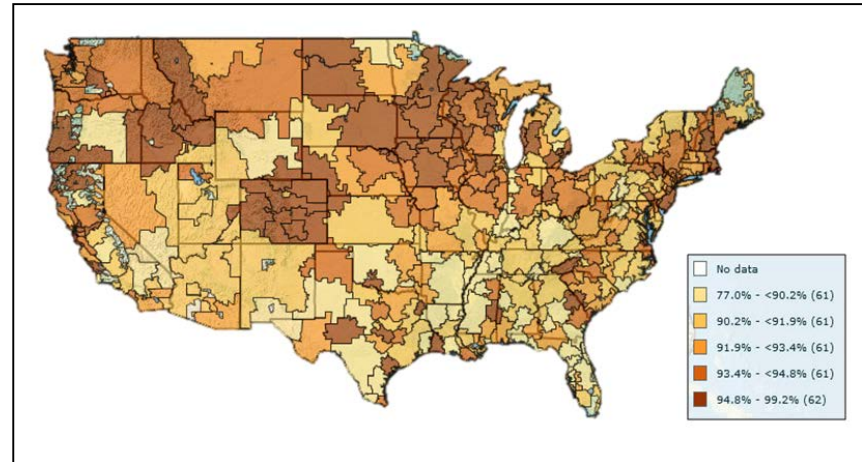 No data
77.0% - <90.2% (61)
90.2% - <91.9% (61)
91.9% - <93.4% (61)
93.4% - <94.8% (61)
94.8% - 99.2% (62)